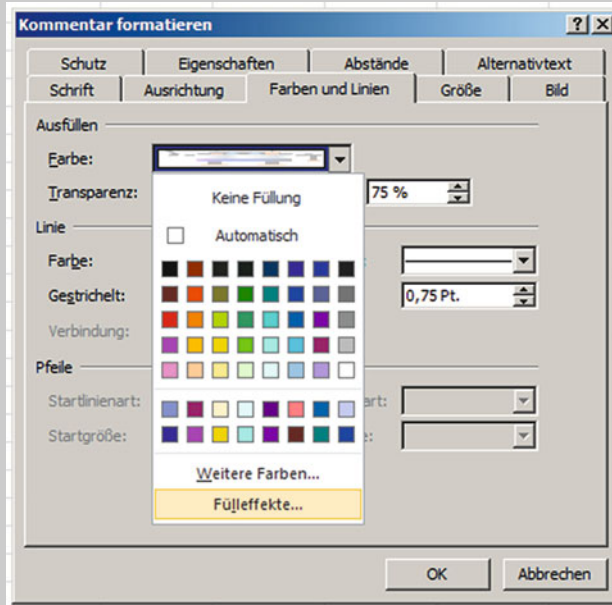 Kommentar formatieren
Schutz Eigenschaften Abstände Alternativtext
Schrift Ausrichtung Farben und Linien Größe Bild
Ausfüllen
Farbe:
Transparenz: 75 %
Keine Füllung
Linie
Automatisch
Farbe:
Gestrichelt: 0,75 Pt.
Verbindung:
Pfeile
Startlinienart: art:
Startgröße: e:
Weitere Farben...
Fülleffekte...
OK Abbrechen